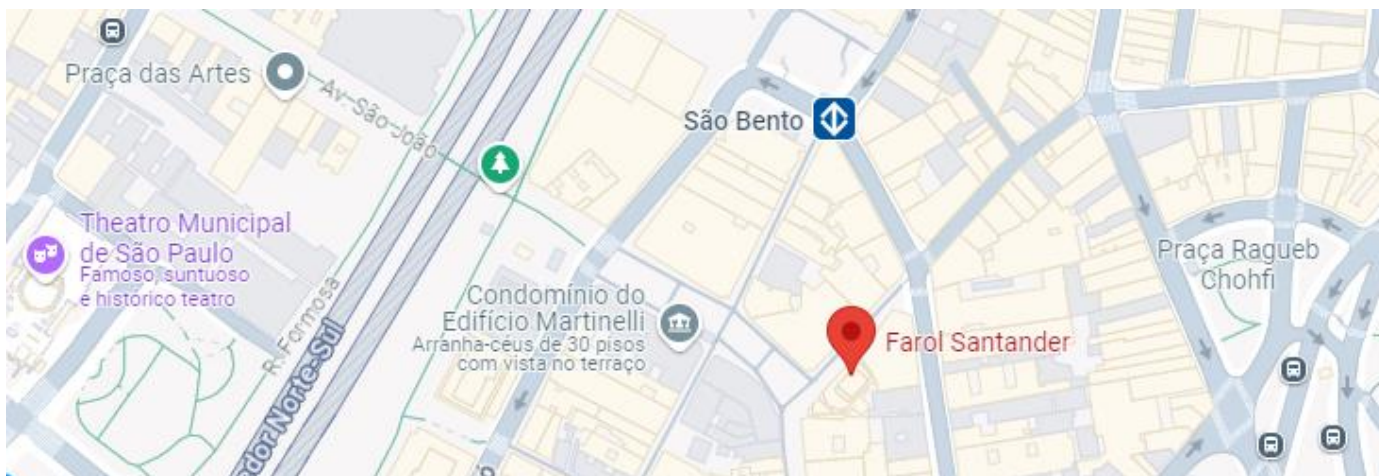 Praça das Artes
Av. São João
São Bento
Theatro Municipal
de São Paulo
Famoso, suntuoso
e histórico teatro
R. Formosa
Condomínio do
Edifício Martinelli
Arranha-céus de 30 pisos
com vista no terraço
Praça Ragueb
Chohfi
Farol Santander
dor Norte-Sul